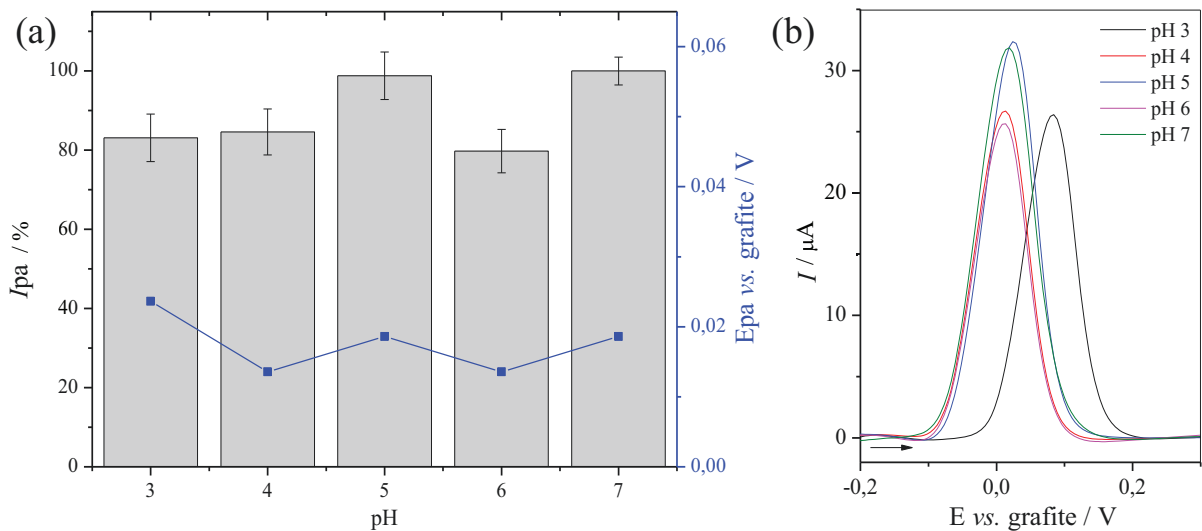 (a)
100
80
60
40
20
0
Ipa / %
3 4 5 6 7
pH
0,06
0,04
0,02
0,00
Epa vs. grafite / V
(b)
30
20
10
0
I / μA
-0,2 0,0 0,2
E vs. grafite / V
pH 3
pH 4
pH 5
pH 6
pH 7